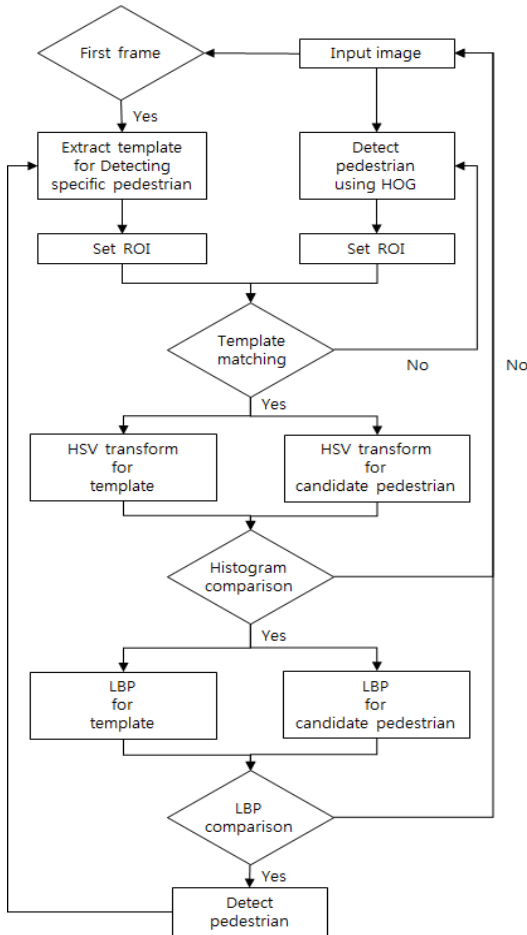 First frame
Input image
Yes
Extract template
for Detecting
specific pedestrian
Detect
pedestrian
using HOG
Set ROI
Set ROI
Template
matching
No
No
Yes
HSV transform
for
template
HSV transform
for
candidate pedestrian
Histogram
comparison
Yes
LBP
for
template
LBP
for
candidate pedestrian
LBP
comparison
Yes
Detect
pedestrian